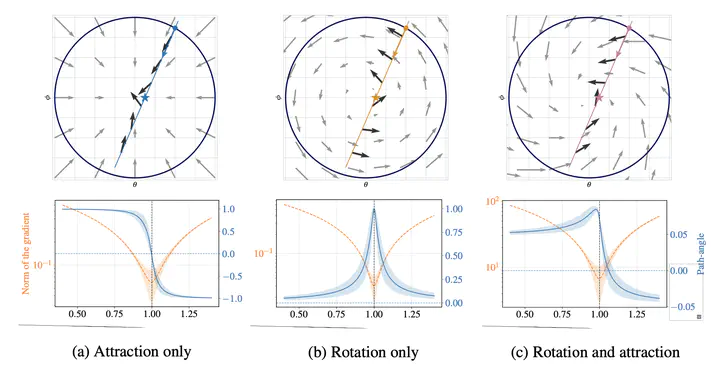 θ
θ
θ
Norm of the gradient
10⁻¹
1.0
0.5
0.0
−0.5
−1.0
0.50 0.75 1.00 1.25
10⁻¹
1.00
0.75
0.50
0.25
0.00
0.50 0.75 1.00 1.25
10²
10¹
0.05
0.00
−0.05
Path-angle
0.50 0.75 1.00 1.25
(a) Attraction only
(b) Rotation only
(c) Rotation and attraction